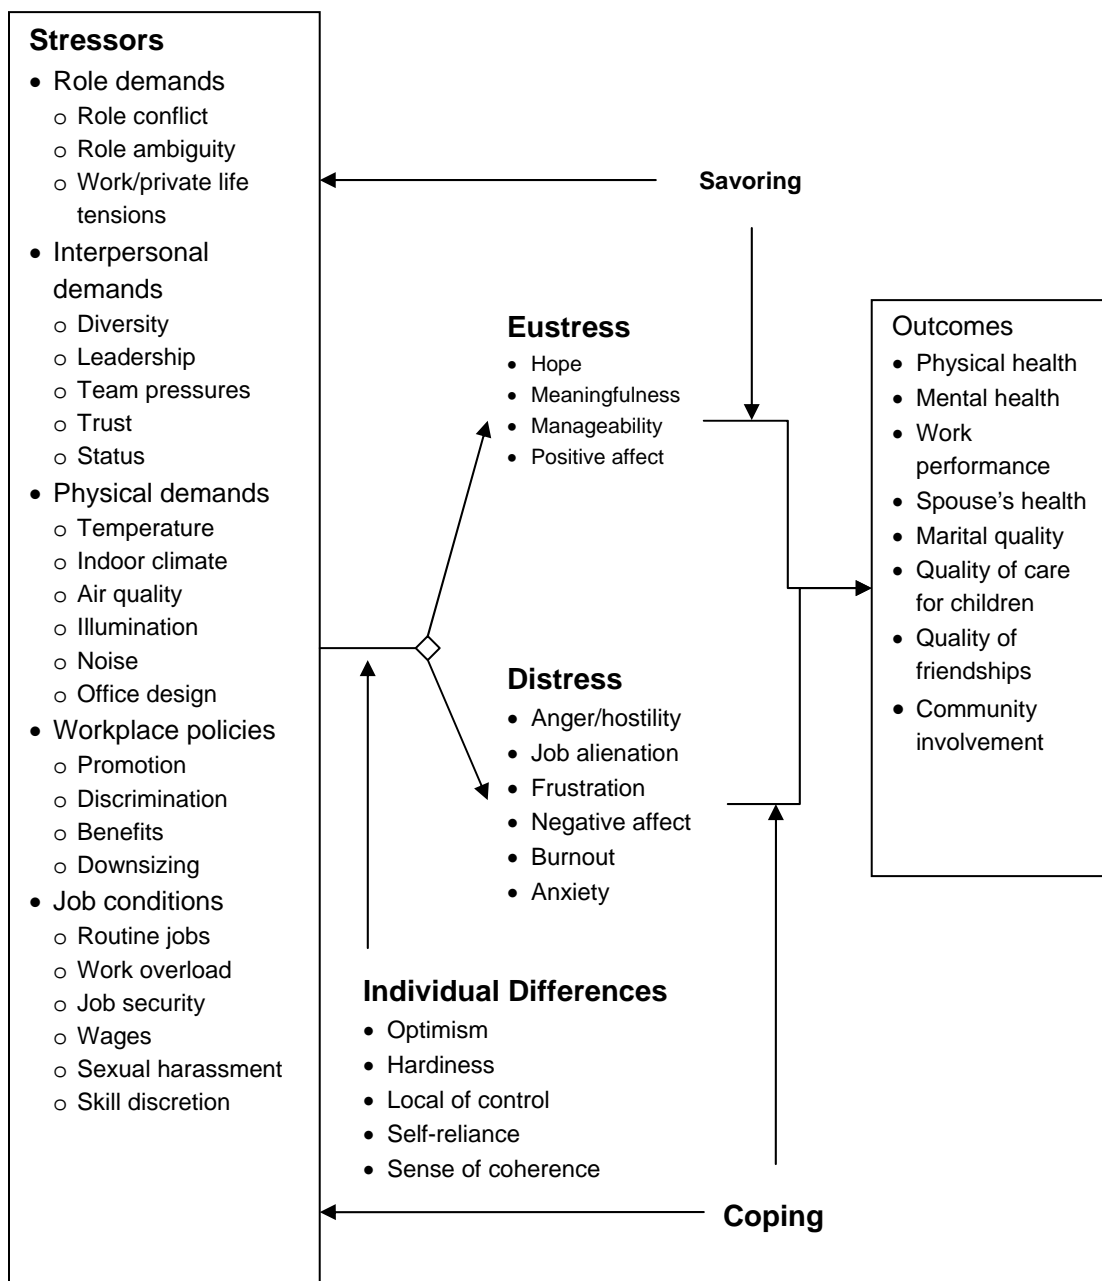 Stressors
• Role demands
o Role conflict
o Role ambiguity
o Work/private life
tensions
• Interpersonal
demands
o Diversity
o Leadership
o Team pressures
o Trust
o Status
• Physical demands
o Temperature
o Indoor climate
o Air quality
o Illumination
o Noise
o Office design
• Workplace policies
o Promotion
o Discrimination
o Benefits
o Downsizing
• Job conditions
o Routine jobs
o Work overload
o Job security
o Wages
o Sexual harassment
o Skill discretion
Savoring
Eustress
• Hope
• Meaningfulness
• Manageability
• Positive affect
Distress
• Anger/hostility
• Job alienation
• Frustration
• Negative affect
• Burnout
• Anxiety
Individual Differences
• Optimism
• Hardiness
• Local of control
• Self-reliance
• Sense of coherence
Coping
Outcomes
• Physical health
• Mental health
• Work
performance
• Spouse’s health
• Marital quality
• Quality of care
for children
• Quality of
friendships
• Community
involvement